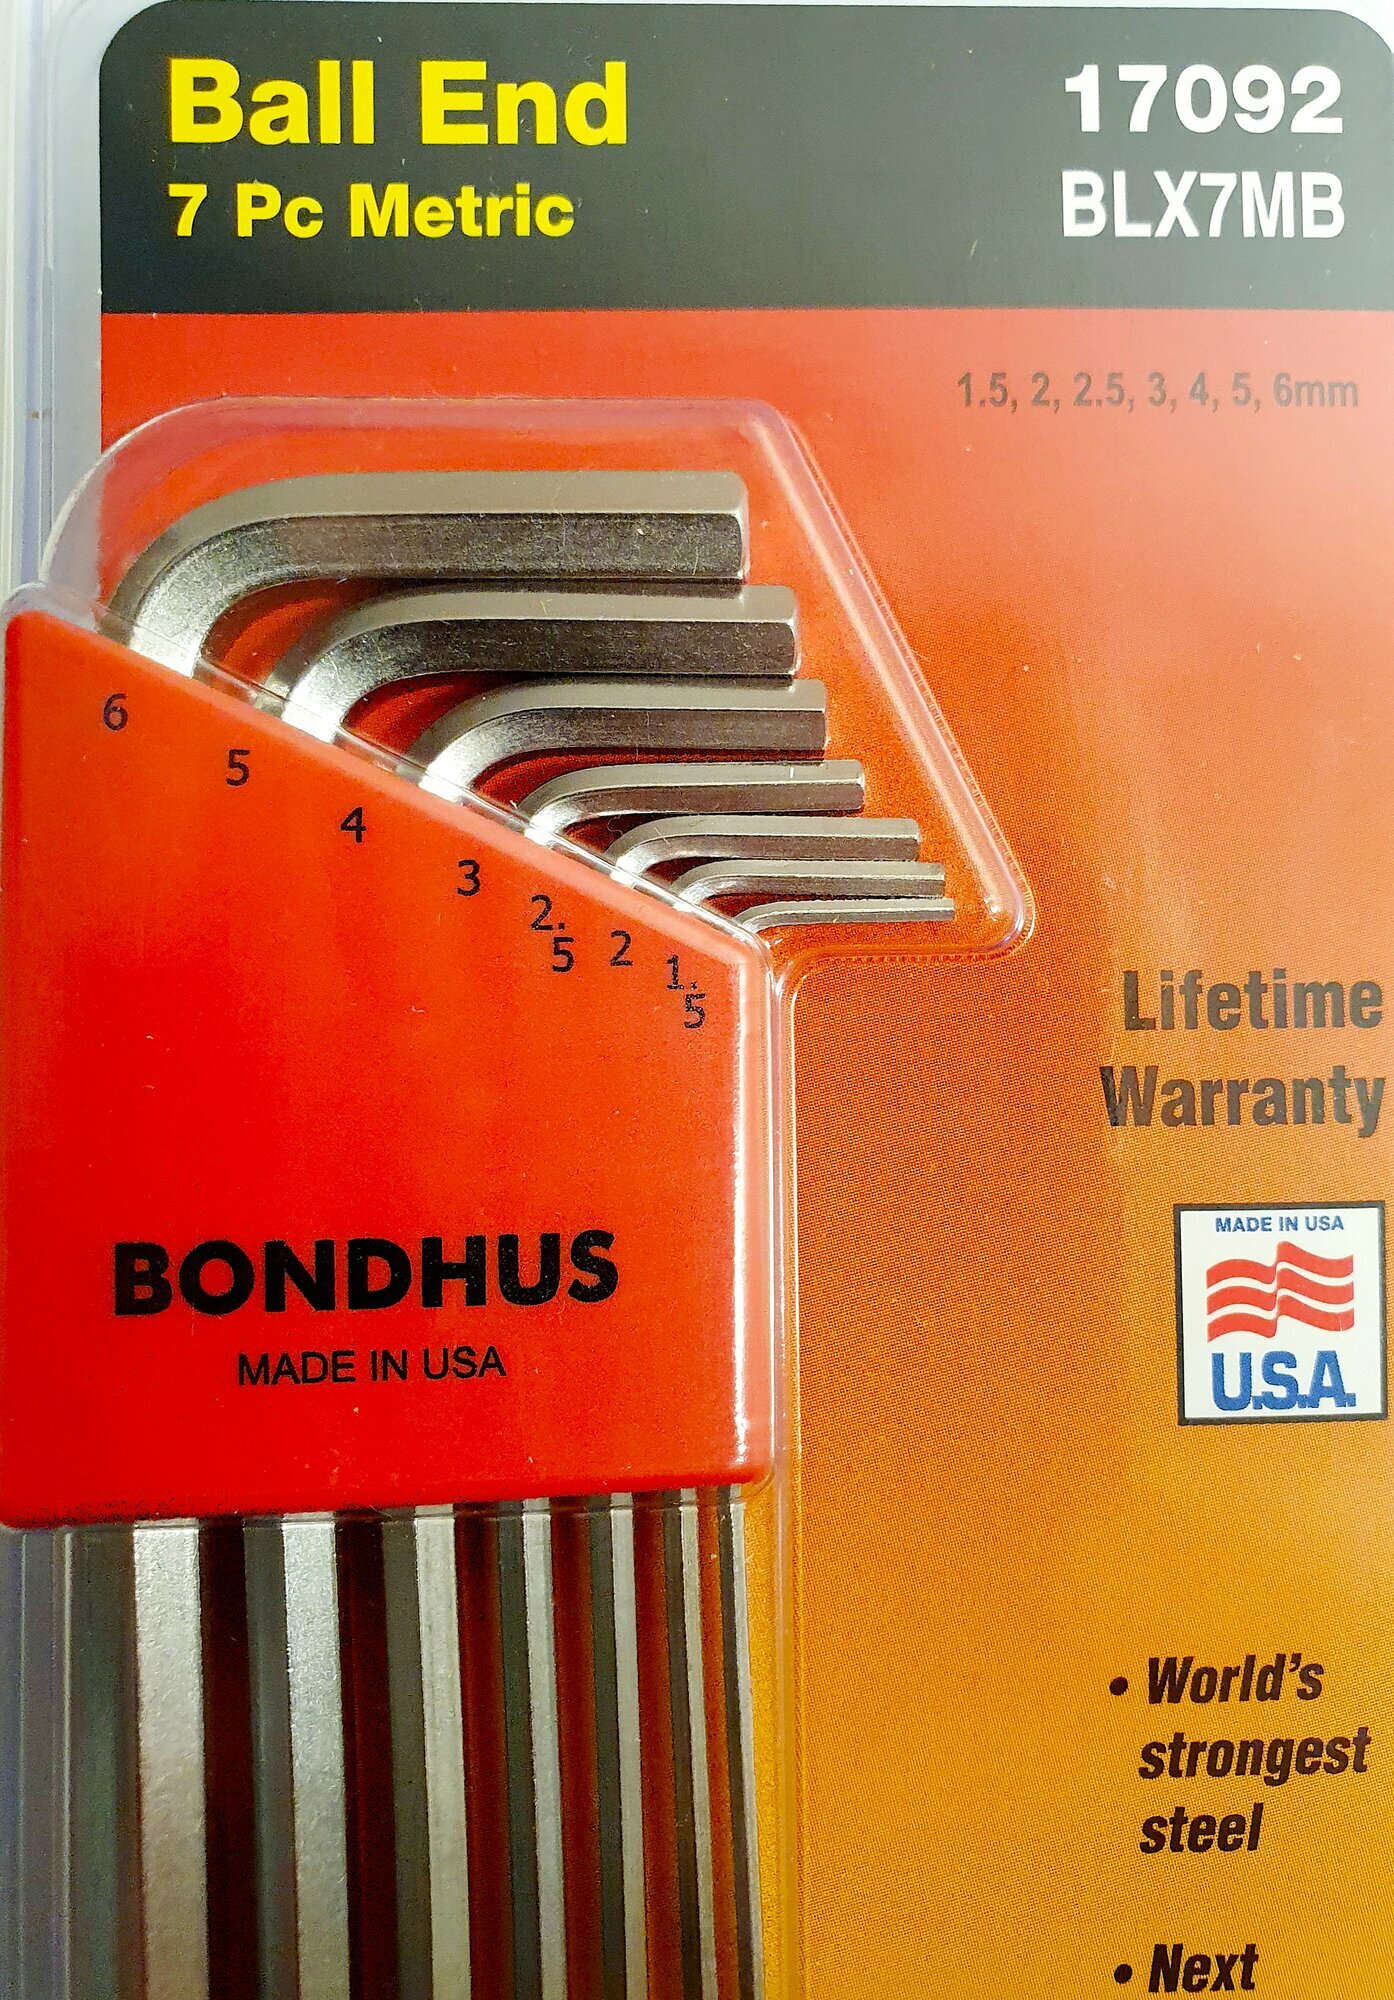 Ball End
7 Pc Metric
17092
BLX7MB
1.5, 2, 2.5, 3, 4, 5, 6mm
6
5
4
3
2.
5
2
1.
5
BONDHUS
MADE IN USA
Lifetime
Warranty
MADE IN USA
U.S.A.
• World's
strongest
steel
• Next